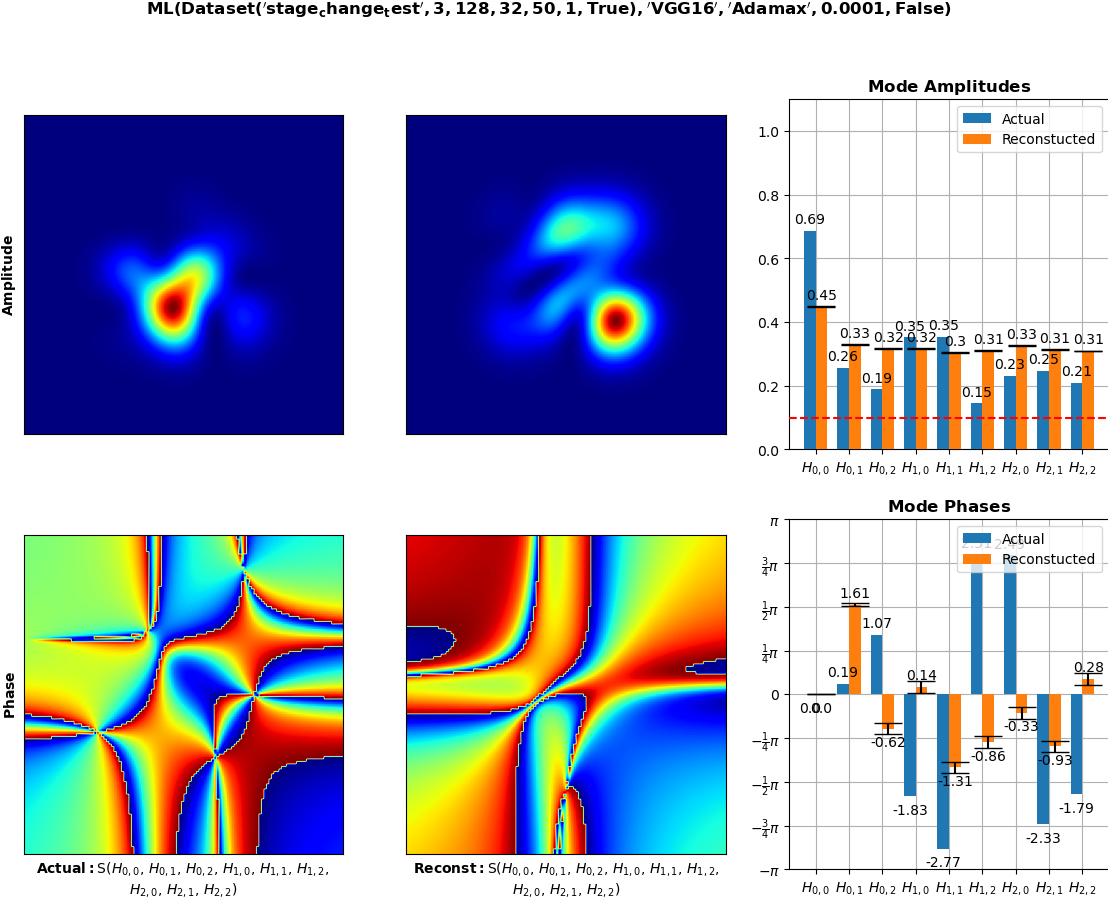 ML(Dataset('stage_change_test', 3, 128, 32, 50, 1, True), 'VGG16', 'Adamax', 0.0001, False)
Amplitude
Mode Amplitudes
Actual
Reconstucted
1.0
0.8
0.6
0.4
0.2
0.0
0.69
0.45
0.26
0.33
0.19
0.32
0.35
0.32
0.35
0.3
0.15
0.31
0.23
0.33
0.25
0.31
0.21
0.31
H0,0 H0,1 H0,2 H1,0 H1,1 H1,2 H2,0 H2,1 H2,2
Phase
Mode Phases
Actual
Reconstucted
π
3/4π
1/2π
1/4π
0
−1/4π
−1/2π
−3/4π
−π
0.0
0.0
0.19
1.61
1.07
-0.62
-1.83
0.14
-2.77
-1.31
-0.86
-0.33
-2.33
-0.93
-1.79
0.28
H0,0 H0,1 H0,2 H1,0 H1,1 H1,2 H2,0 H2,1 H2,2
Actual: S(H0,0, H0,1, H0,2, H1,0, H1,1, H1,2,
H2,0, H2,1, H2,2)
Reconst: S(H0,0, H0,1, H0,2, H1,0, H1,1, H1,2,
H2,0, H2,1, H2,2)